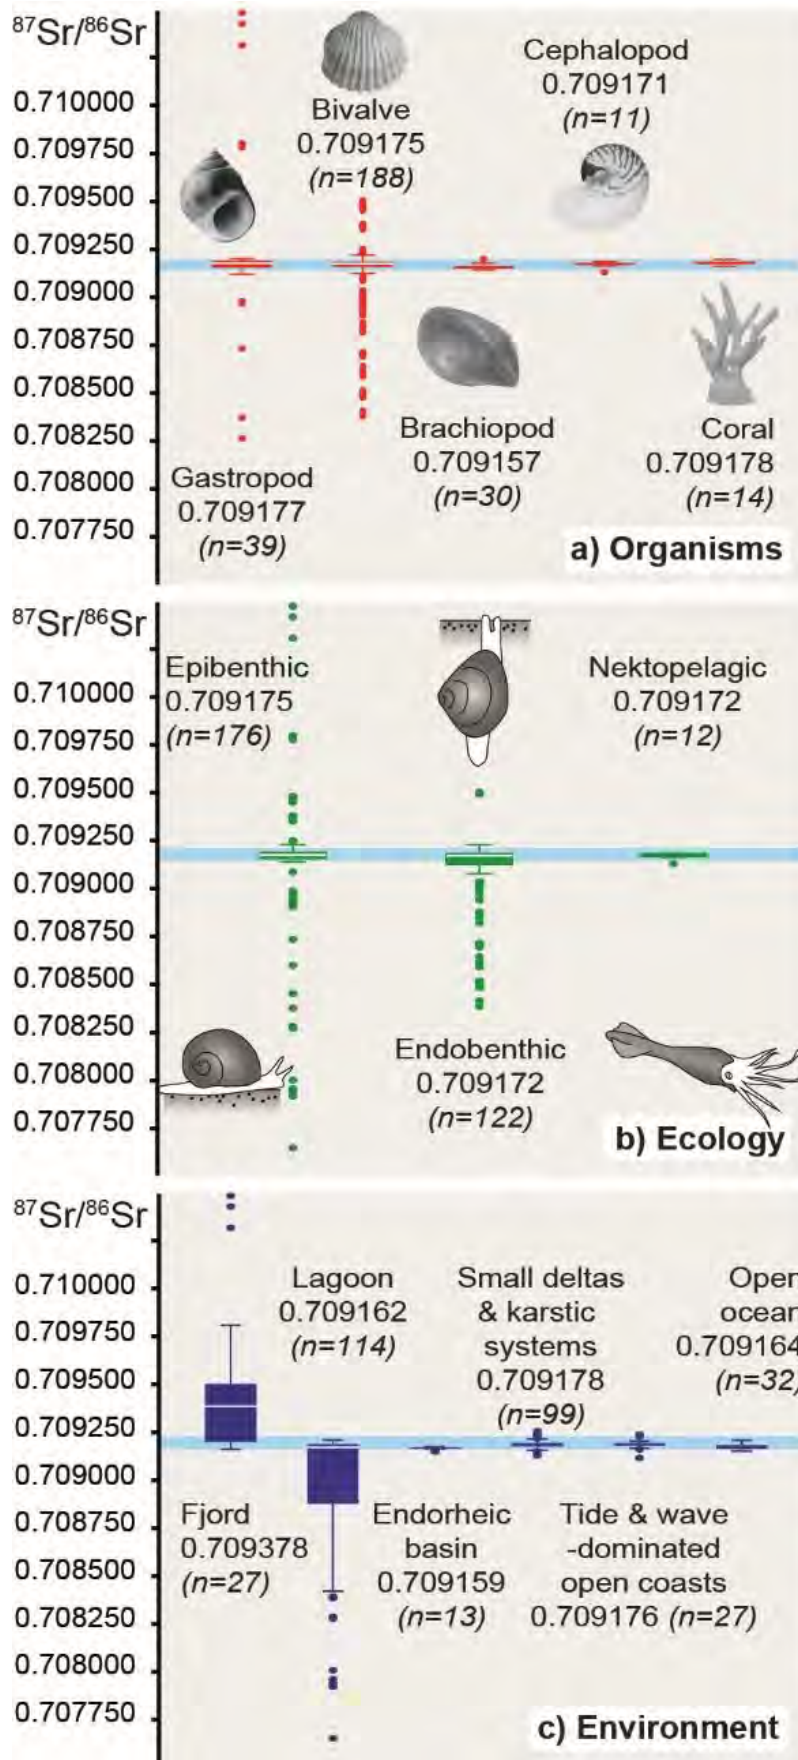 ⁸⁷Sr/⁸⁶Sr
0.710000
0.709750
0.709500
0.709250
0.709000
0.708750
0.708500
0.708250
0.708000
0.707750
Bivalve
0.709175
(n=188)
Cephalopod
0.709171
(n=11)
Gastropod
0.709177
(n=39)
Brachiopod
0.709157
(n=30)
Coral
0.709178
(n=14)
a) Organisms
⁸⁷Sr/⁸⁶Sr
0.710000
0.709750
0.709500
0.709250
0.709000
0.708750
0.708500
0.708250
0.708000
0.707750
Epibenthic
0.709175
(n=176)
Nektopelagic
0.709172
(n=12)
Endobenthic
0.709172
(n=122)
b) Ecology
⁸⁷Sr/⁸⁶Sr
0.710000
0.709750
0.709500
0.709250
0.709000
0.708750
0.708500
0.708250
0.708000
0.707750
Lagoon
0.709162
(n=114)
Small deltas
& karstic
systems
0.709178
(n=99)
Open
ocean
0.709164
(n=32)
Fjord
0.709378
(n=27)
Endorheic
basin
0.709159
(n=13)
Tide & wave
-dominated
open coasts
0.709176 (n=27)
c) Environment